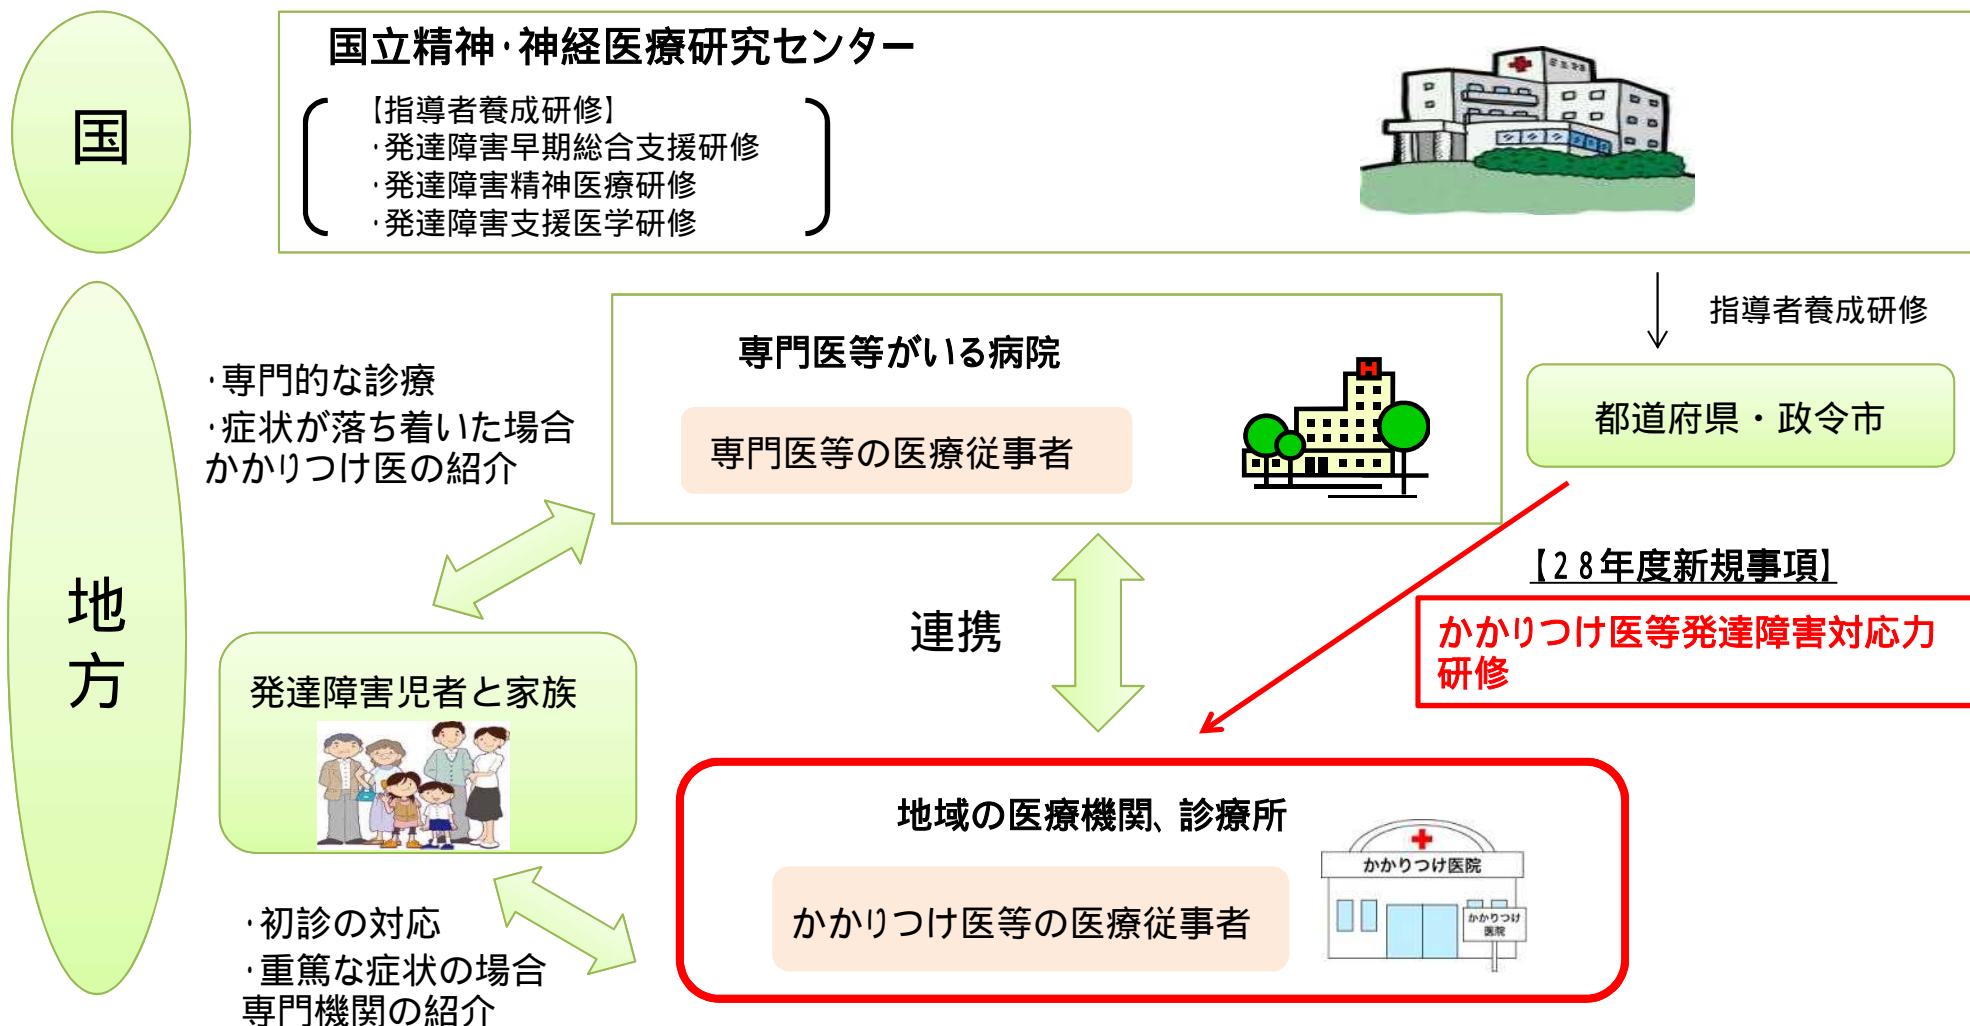 国
国立精神・神経医療研究センター
【指導者養成研修】
・発達障害早期総合支援研修
・発達障害精神医療研修
・発達障害支援医学研修
指導者養成研修
都道府県・政令市
地方
専門医等がいる病院
専門医等の医療従事者
・専門的な診療
・症状が落ち着いた場合
かかりつけ医の紹介
連携
【28年度新規事項】
かかりつけ医等発達障害対応力
研修
発達障害児者と家族
地域の医療機関、診療所
かかりつけ医等の医療従事者
かかりつけ医院
かかりつけ
医院
・初診の対応
・重篤な症状の場合
専門機関の紹介